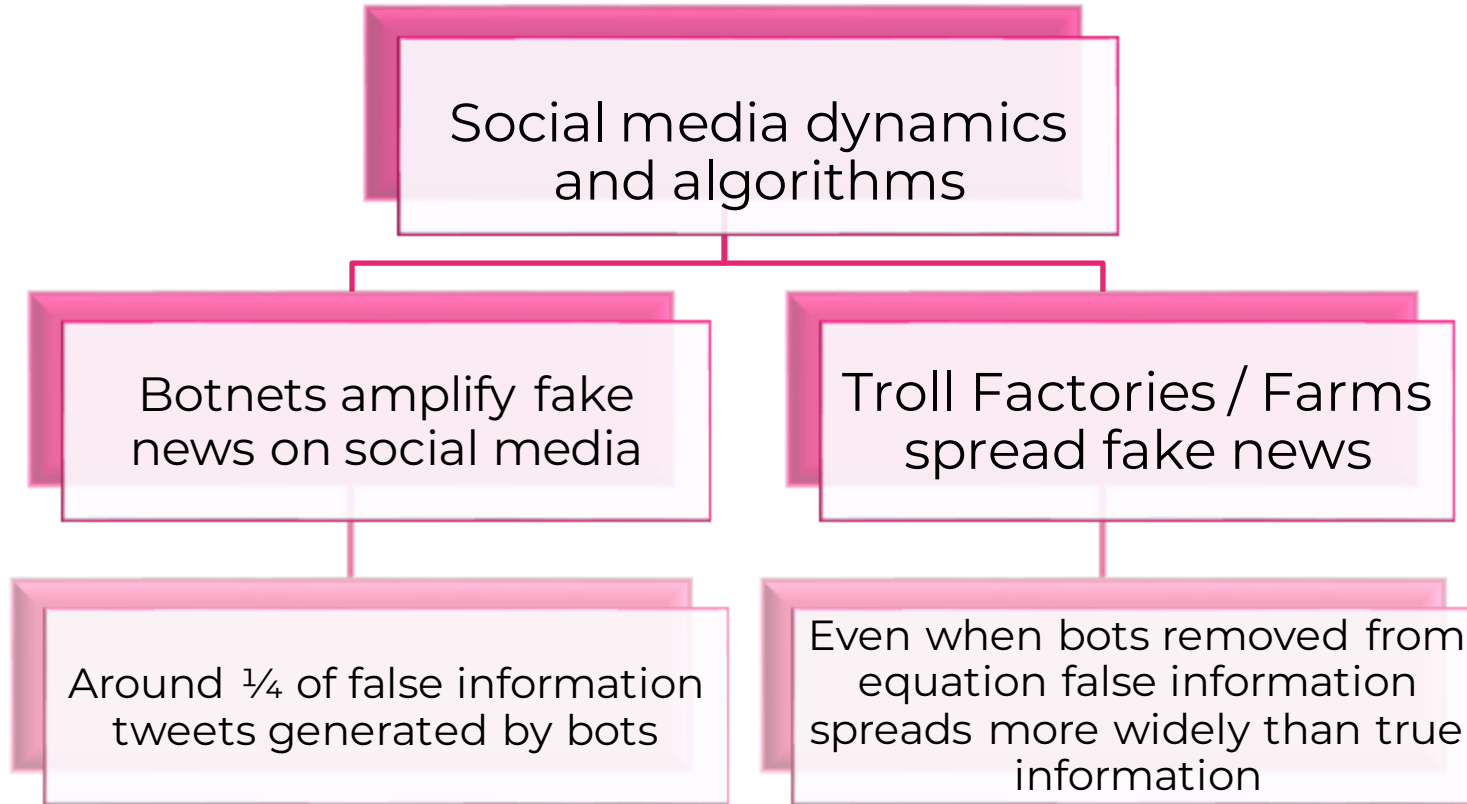 Social media dynamics
and algorithms
Botnets amplify fake
news on social media
Troll Factories / Farms
spread fake news
Around ¼ of false information
tweets generated by bots
Even when bots removed from
equation false information
spreads more widely than true
information